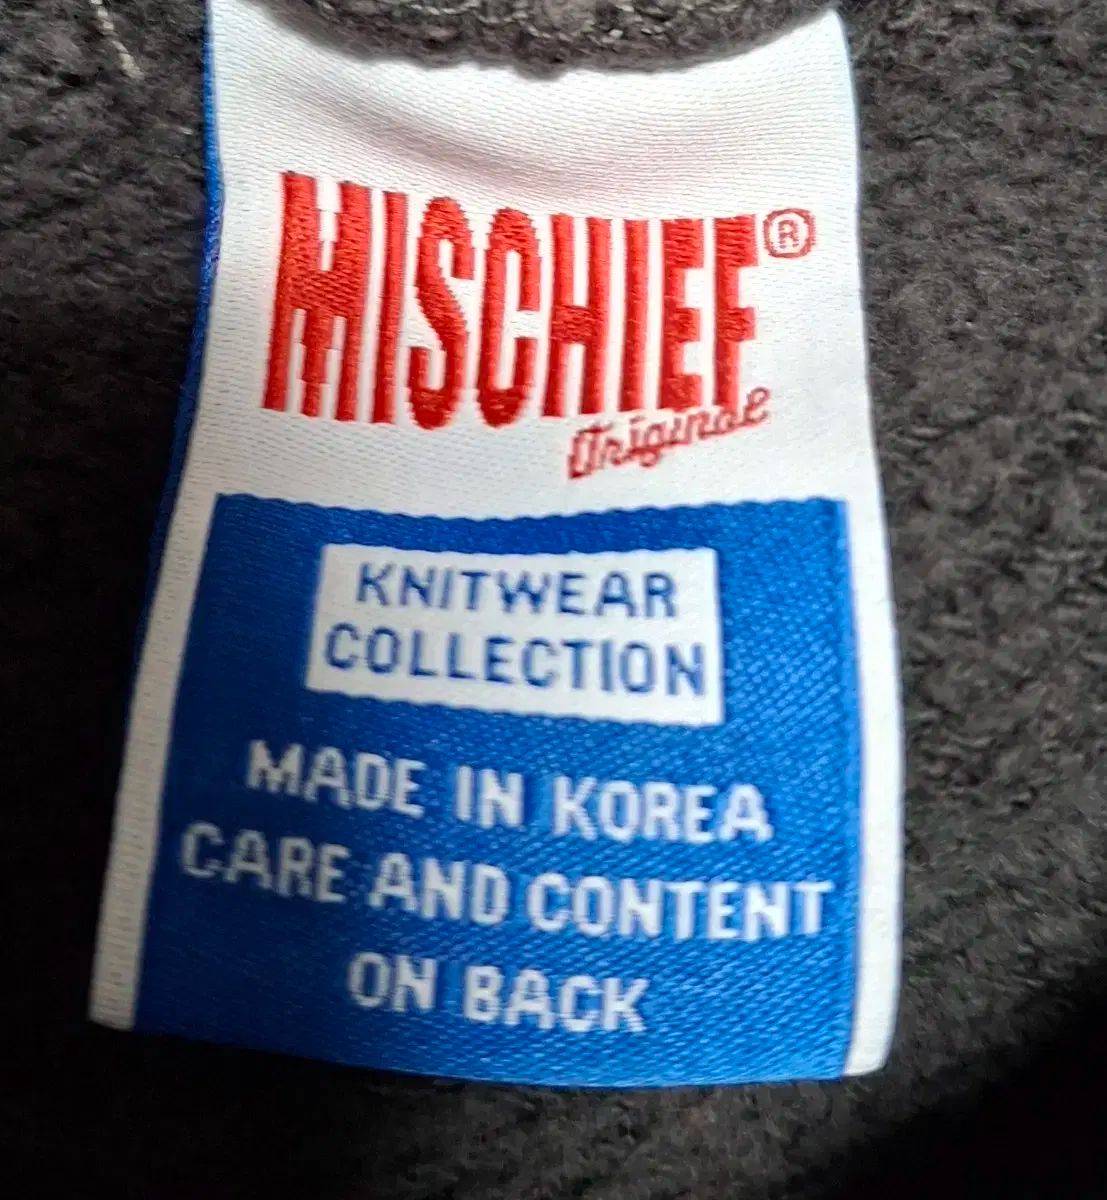 MISCHIEF®
Original
KNITWEAR
COLLECTION
MADE IN KOREA
CARE AND CONTENT
ON BACK